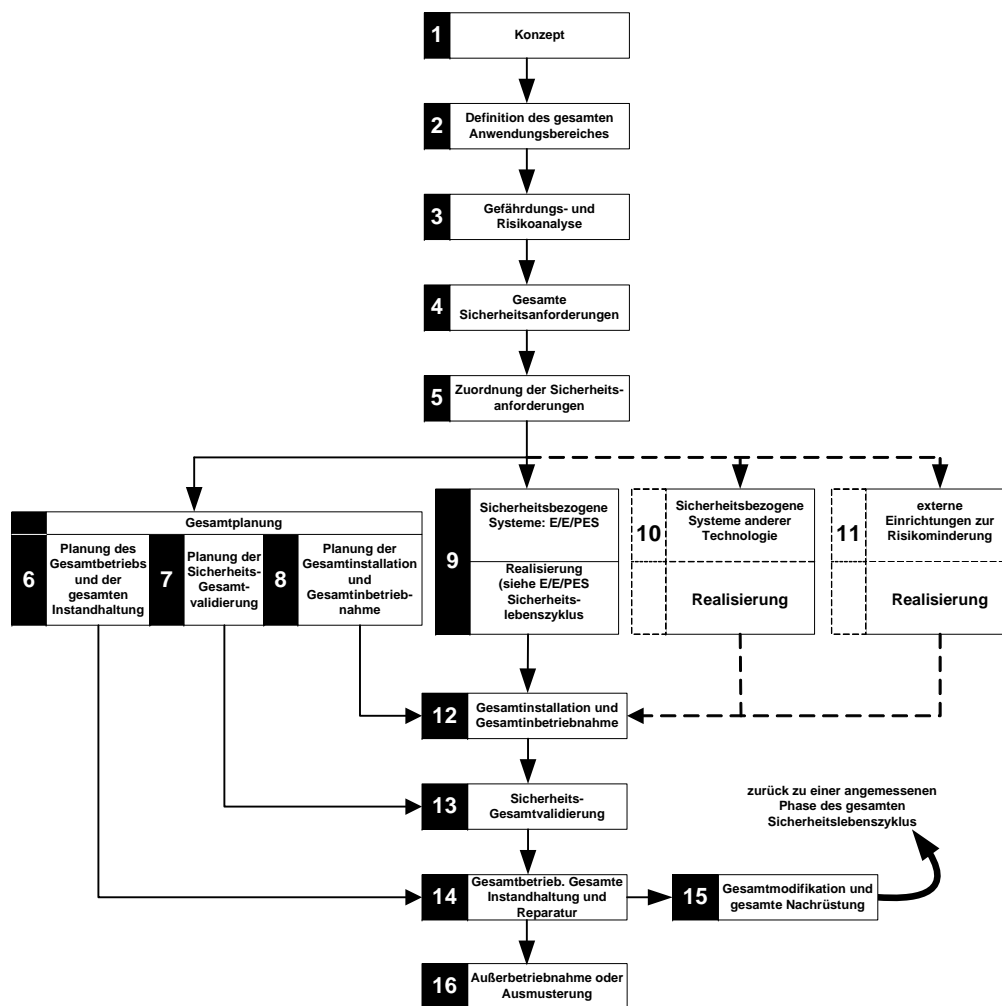 1
Konzept
2
Definition des gesamten
Anwendungsbereiches
3
Gefährdungs- und
Risikoanalyse
4
Gesamte
Sicherheitsanforderungen
5
Zuordnung der Sicherheits-
anforderungen
Gesamtplanung
6
Planung des
Gesamtbetriebs
und der
gesamten
Instandhaltung
7
Planung der
Sicherheits-
Gesamt-
validierung
8
Planung der
Gesamtinstallation
und
Gesamtinbetrieb-
nahme
9
Sicherheitsbezogene
Systeme: E/E/PES
Realisierung
(siehe E/E/PES
Sicherheits-
lebenszyklus
10
Sicherheitsbezogene
Systeme anderer
Technologie
Realisierung
11
externe
Einrichtungen zur
Risikominderung
Realisierung
12
Gesamtinstallation und
Gesamtinbetriebnahme
13
Sicherheits-
Gesamtvalidierung
zurück zu einer angemessenen
Phase des gesamten
Sicherheitslebenszyklus
14
Gesamtbetrieb. Gesamte
Instandhaltung und
Reparatur
15
Gesamtmodifikation und
gesamte Nachrüstung
16
Außerbetriebnahme oder
Ausmusterung